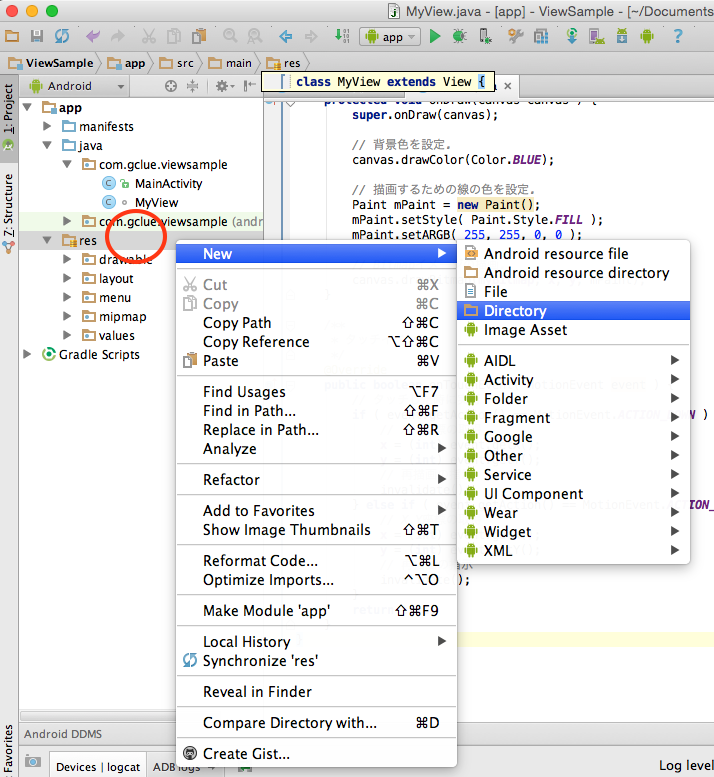 MyView.java - [app] - ViewSample - [~/Documents
app
ViewSample
app
src
main
res
class MyView extends View {
1: Project
Z: Structure
Favorites
Android
app
manifests
java
com.gclue.viewsample
MainActivity
MyView
com.gclue.viewsample (andr
res
drawable
layout
menu
mipmap
values
Gradle Scripts
super.onDraw(canvas);
// 背景色を設定.
canvas.drawColor(Color.BLUE);
// 描画するための線の色を設定.
Paint mPaint = new Paint();
mPaint.setStyle( Paint.Style.FILL );
mPaint.setARGB( 255, 255, 0, 0 );
New
Cut ⌘X
Copy ⌘C
Copy Path ⇧⌘C
Copy Reference ⌥⇧⌘C
Paste ⌘V
Find Usages ⌥F7
Find in Path... ⇧⌘F
Replace in Path... ⇧⌘R
Analyze
Refactor
Add to Favorites
Show Image Thumbnails ⇧⌘T
Reformat Code... ⌥⌘L
Optimize Imports... ^⌥O
Make Module 'app' ⇧⌘F9
Local History
Synchronize 'res'
Reveal in Finder
Compare Directory with... ⌘D
Create Gist...
Android resource file
Android resource directory
File
Directory
Image Asset
AIDL
Activity
Folder
Fragment
Google
Other
Service
UI Component
Wear
Widget
XML
Android DDMS
Devices | logcat
ADB logs
Log level